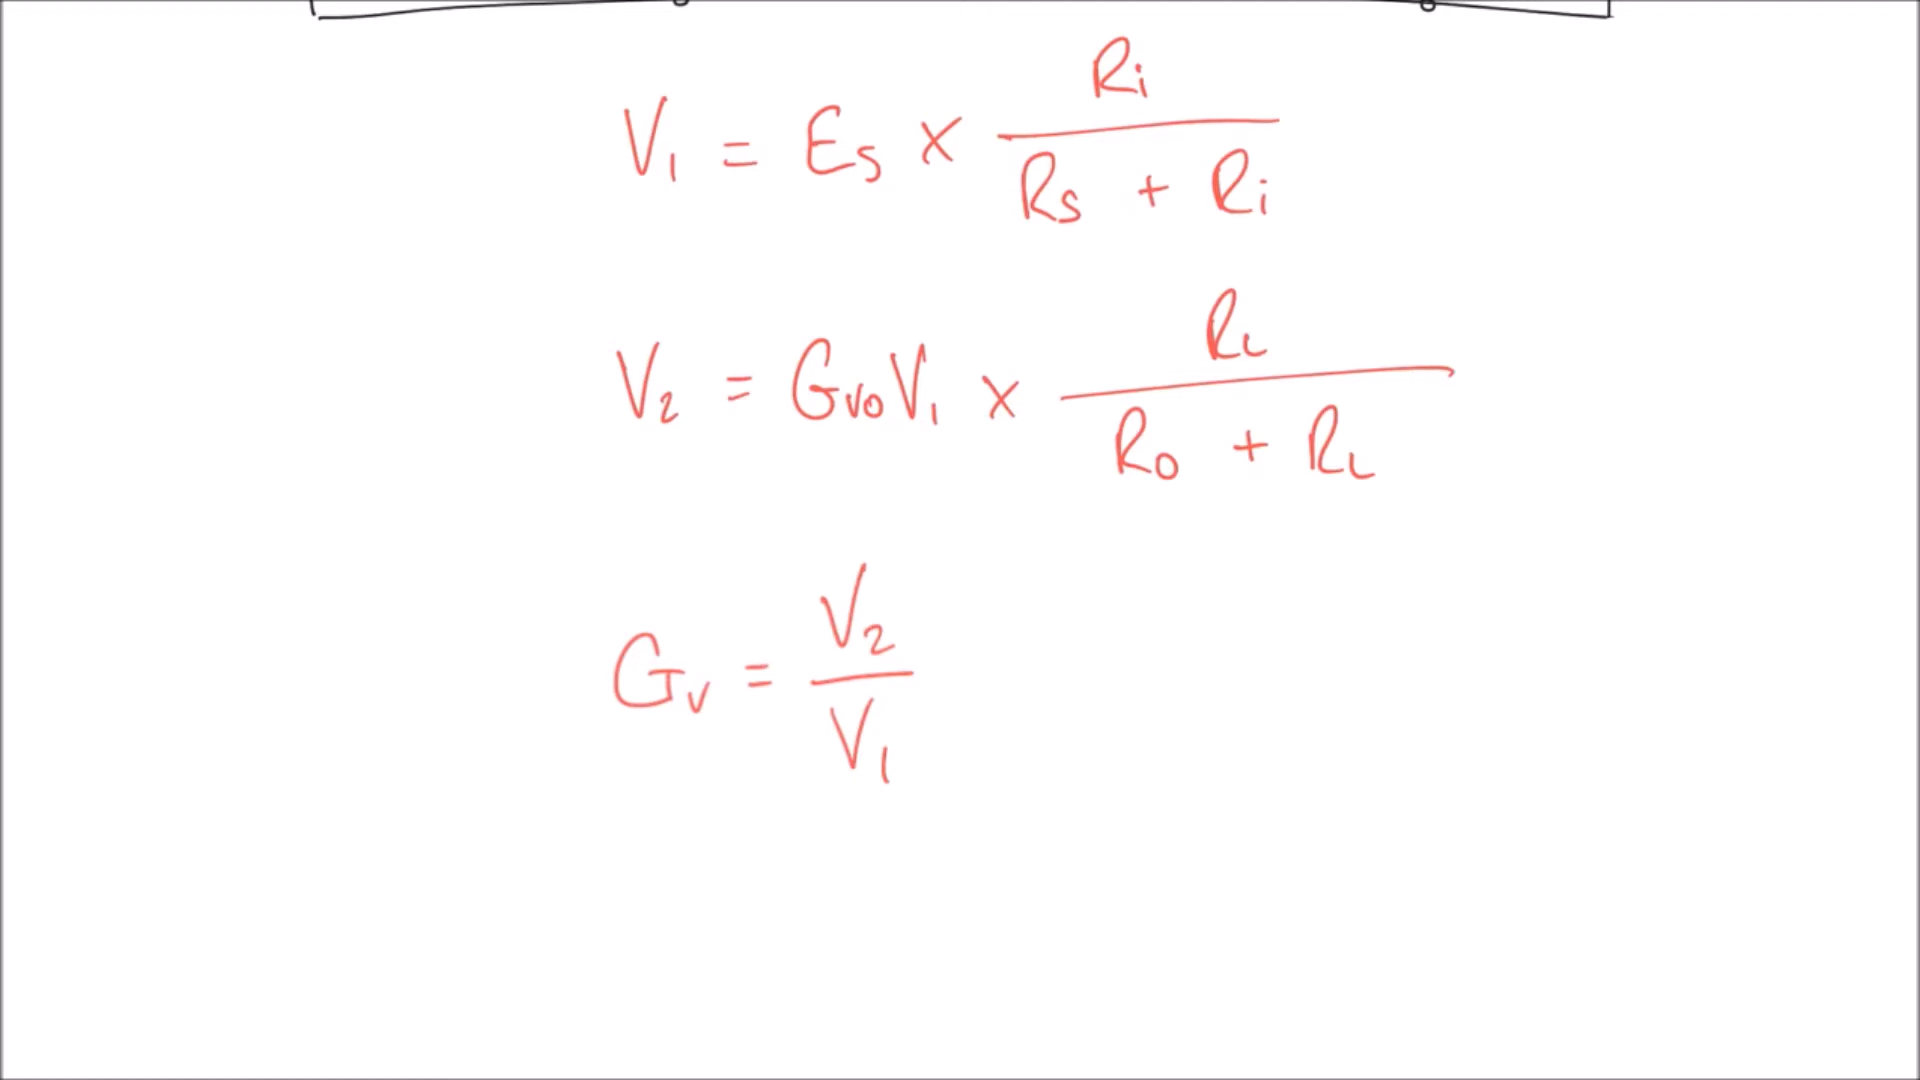 V₁ = Es × Ri / (Rs + Ri)
V₂ = Gvo V₁ × RL / (Ro + RL)
Gv = V₂ / V₁